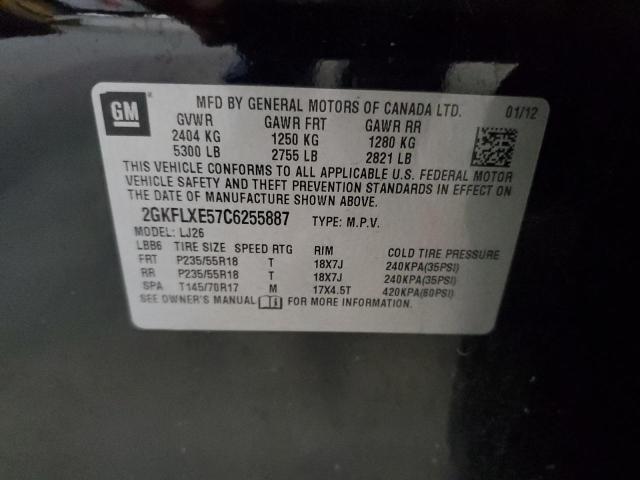 GM
MFD BY GENERAL MOTORS OF CANADA LTD. 01/12
GVWR GAWR FRT GAWR RR
2404 KG 1250 KG 1280 KG
5300 LB 2755 LB 2821 LB
THIS VEHICLE CONFORMS TO ALL APPLICABLE U.S. FEDERAL MOTOR
VEHICLE SAFETY AND THEFT PREVENTION STANDARDS IN EFFECT ON
THE DATE OF MANUFACTURE SHOWN ABOVE.
2GKFLXE57C6255887 TYPE: M.P.V.
MODEL: LJ26
LBB6 TIRE SIZE SPEED RTG RIM COLD TIRE PRESSURE
FRT P235/55R18 T 18X7J 240KPA(35PSI)
RR P235/55R18 T 18X7J 240KPA(35PSI)
SPA T145/70R17 M 17X4.5T 420KPA(60PSI)
SEE OWNER'S MANUAL FOR MORE INFORMATION